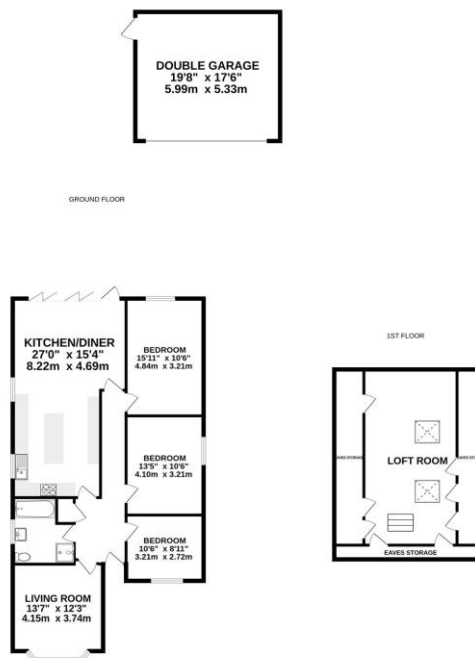 DOUBLE GARAGE
19'8" x 17'6"
5.99m x 5.33m
GROUND FLOOR
1ST FLOOR
KITCHEN/DINER
27'0" x 15'4"
8.22m x 4.69m
BEDROOM
15'11" x 10'6"
4.84m x 3.21m
BEDROOM
13'5" x 10'6"
4.10m x 3.21m
BEDROOM
10'6" x 8'11"
3.21m x 2.72m
LIVING ROOM
13'7" x 12'3"
4.15m x 3.74m
EAVES STORAGE
LOFT ROOM
EAVES STORAGE